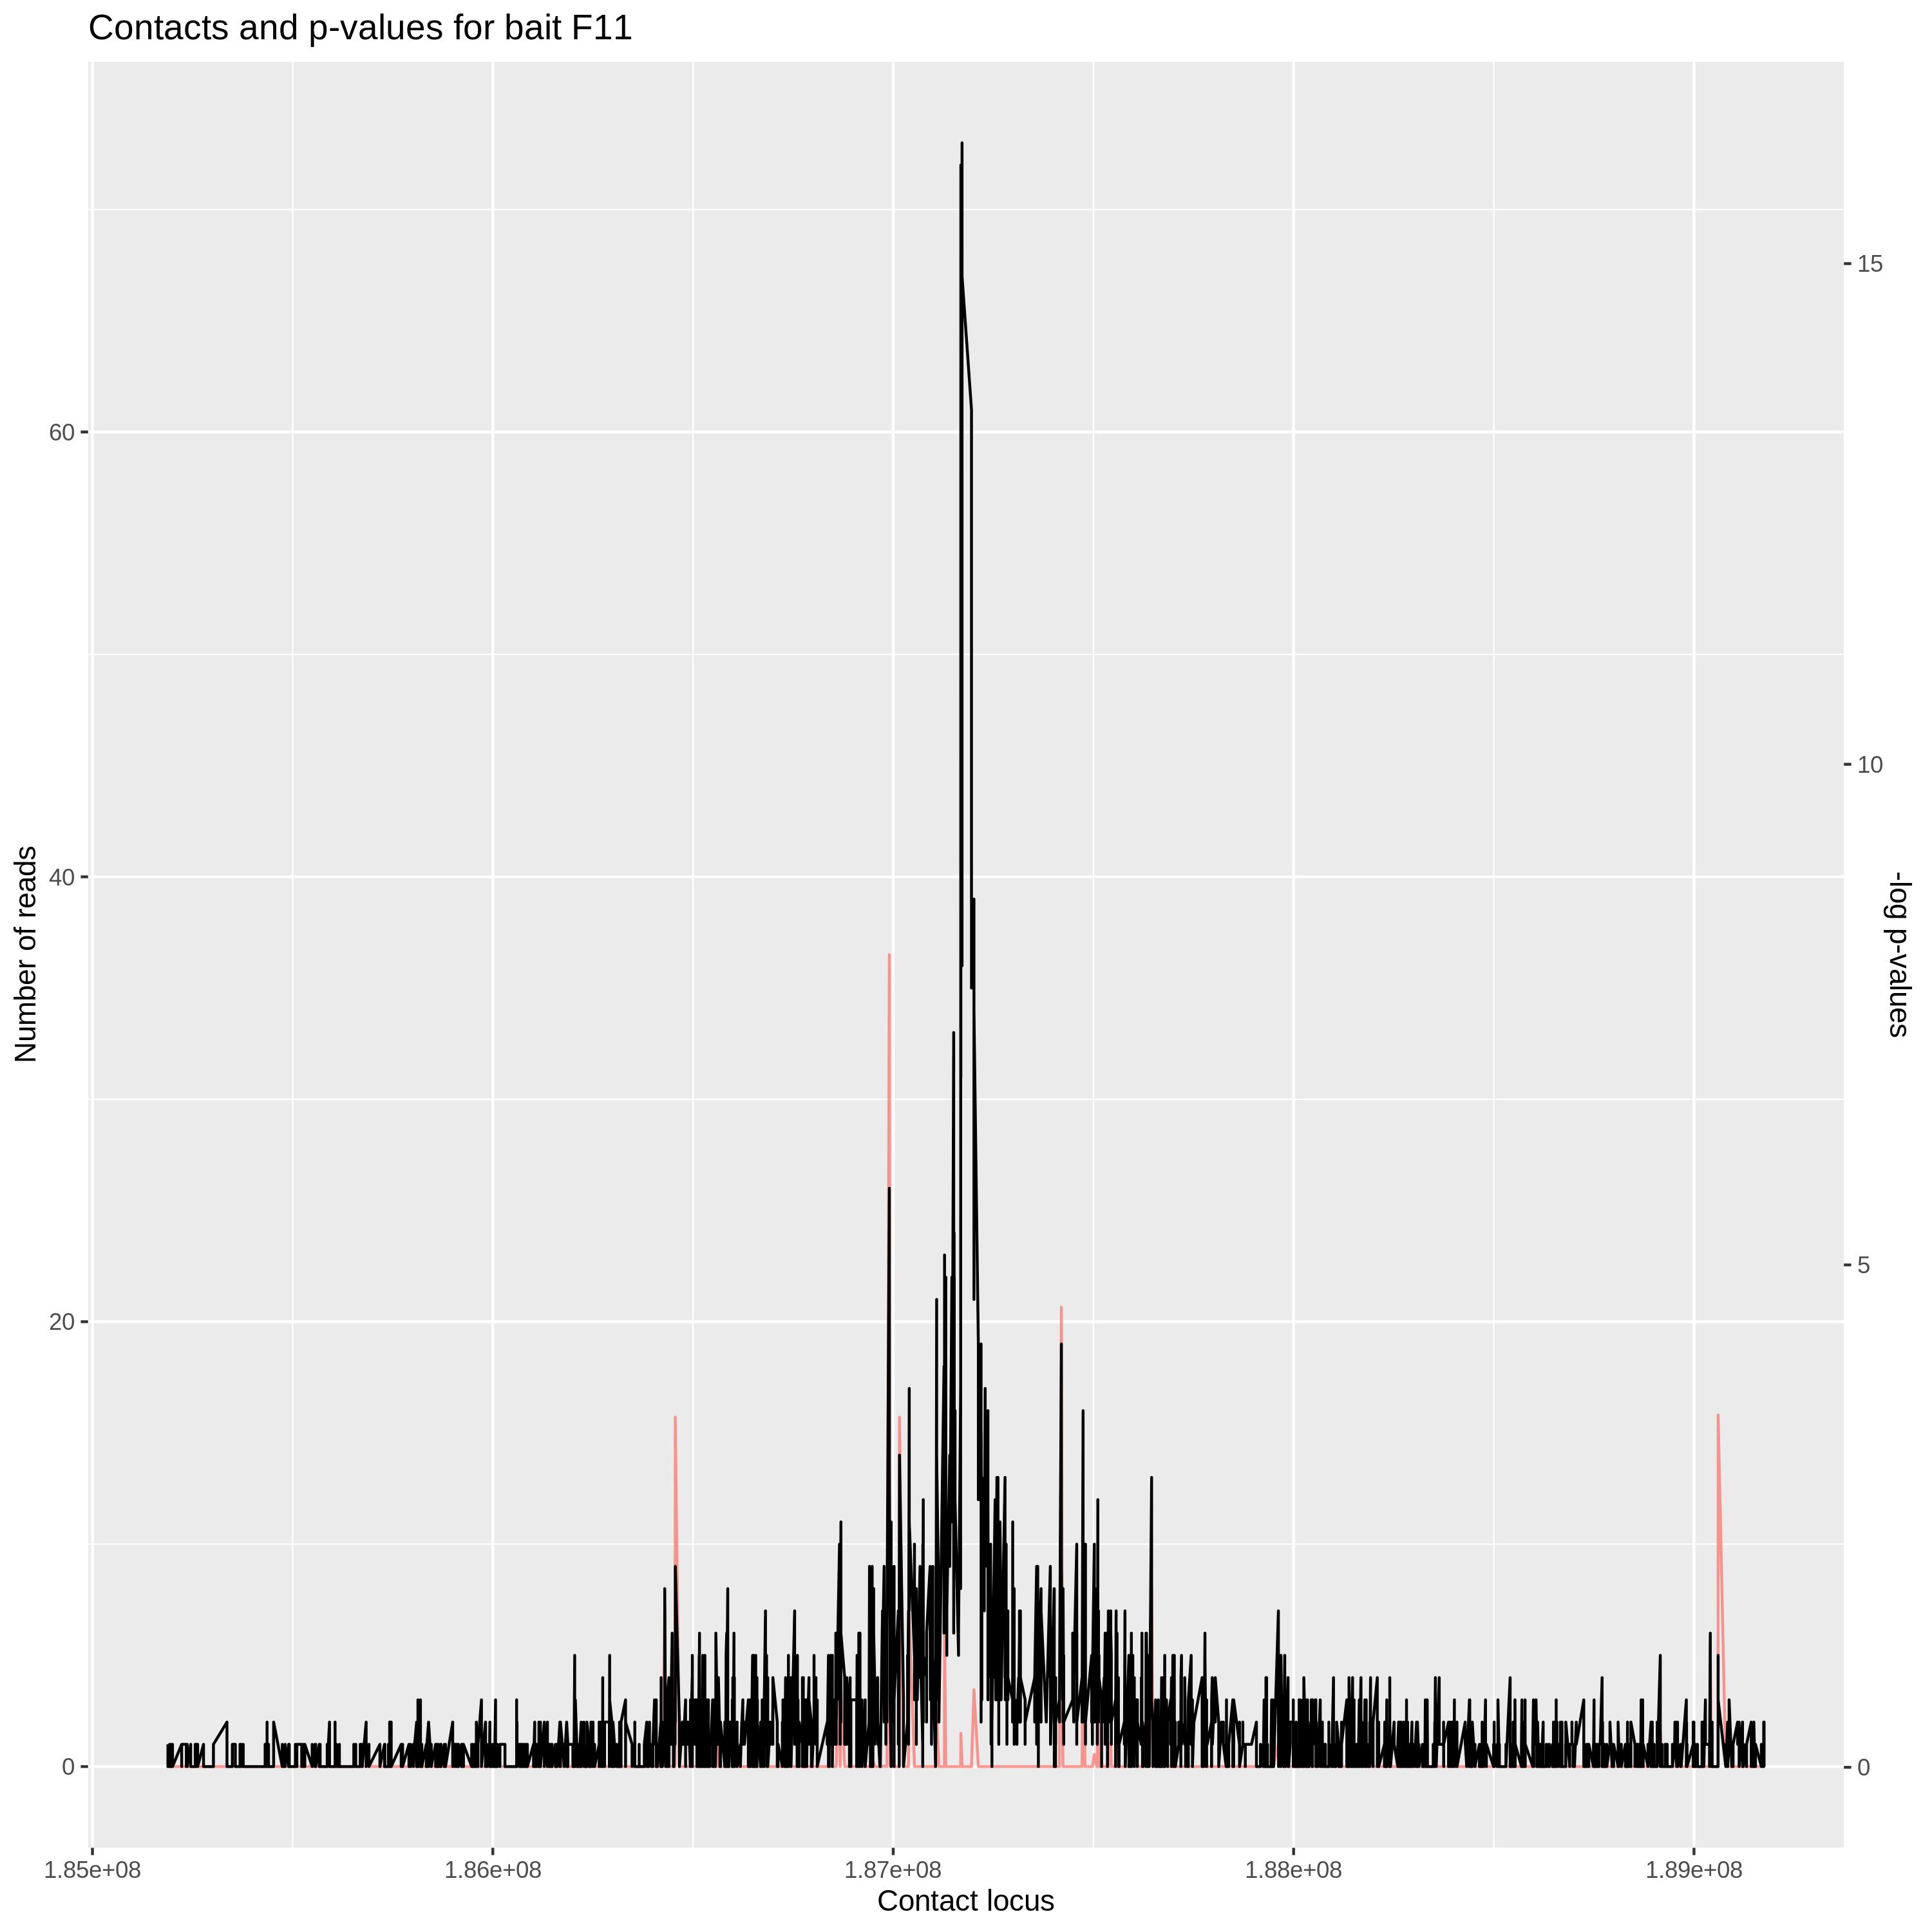 Contacts and p-values for bait F11
Number of reads
60
40
20
0
15
10
5
0
-log p-values
1.85e+08
1.86e+08
1.87e+08
1.88e+08
1.89e+08
Contact locus